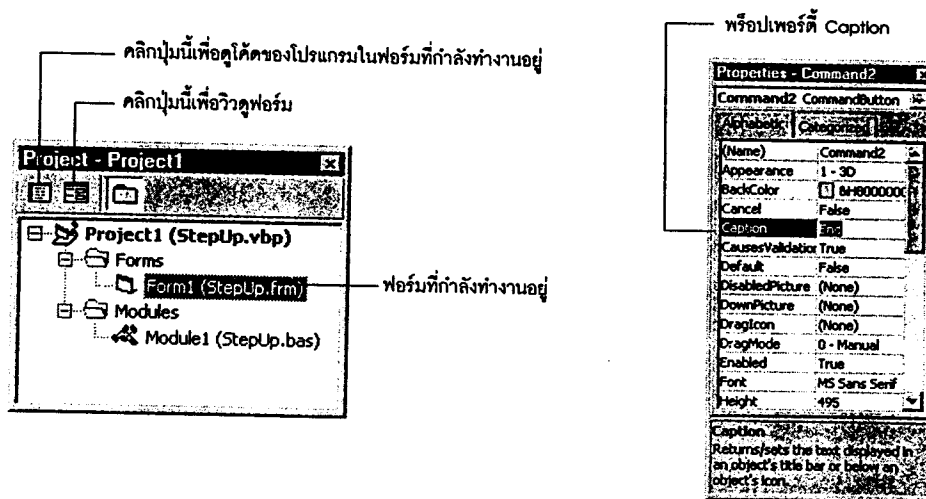 คลิกปุ่มนี้เพื่อดูโค้ดของโปรแกรมในฟอร์มที่กำลังทำงานอยู่
คลิกปุ่มนี้เพื่อวิวดูฟอร์ม
Project - Project1
Project1 (StepUp.vbp)
Forms
Form1 (StepUp.frm)
ฟอร์มที่กำลังทำงานอยู่
Modules
Module1 (StepUp.bas)
พร็อปเพอร์ตี้ Caption
Properties - Command2
Command2 CommandButton
Alphabetic Categorized
(Name) Command2
Appearance 1 - 3D
BackColor &H8000000
Cancel False
Caption End
CausesValidation True
Default False
DisabledPicture (None)
DownPicture (None)
DragIcon (None)
DragMode 0 - Manual
Enabled True
Font MS Sans Serif
Height 495
Caption
Returns/sets the text displayed in
an object's title bar or below an
object's icon.